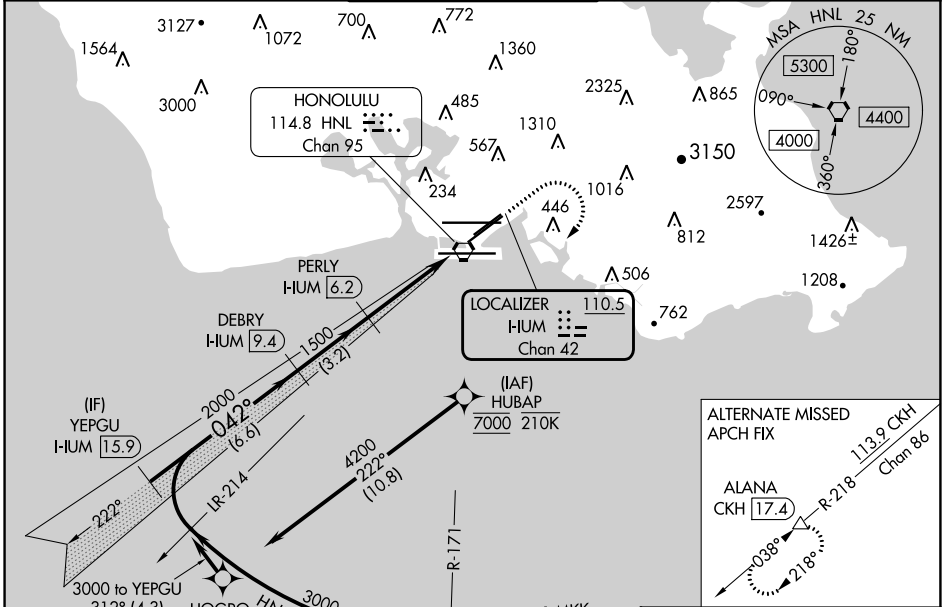 3127
1564
1072
700
772
1360
3000
485
567
1310
2325
865
3150
1016
234
446
812
2597
1426±
1208
506
762
HONOLULU
114.8 HNL
Chan 95
MSA HNL 25 NM
180°
5300
090°
4400
4000
360°
PERLY
I-IUM 6.2
DEBRY
I-IUM 9.4
LOCALIZER 110.5
I-IUM
Chan 42
1500
(3.2)
2000
042°
(6.6)
(IF)
YEPGU
I-IUM 15.9
222°
LR-214
(IAF)
HUBAP
7000 210K
4200
222°
(10.8)
R-171
3000 to YEPGU
312° (4.3)
HNL
3000
ALTERNATE MISSED
APCH FIX
113.9 CKH
Chan 86
R-218
ALANA
CKH 17.4
038°
218°